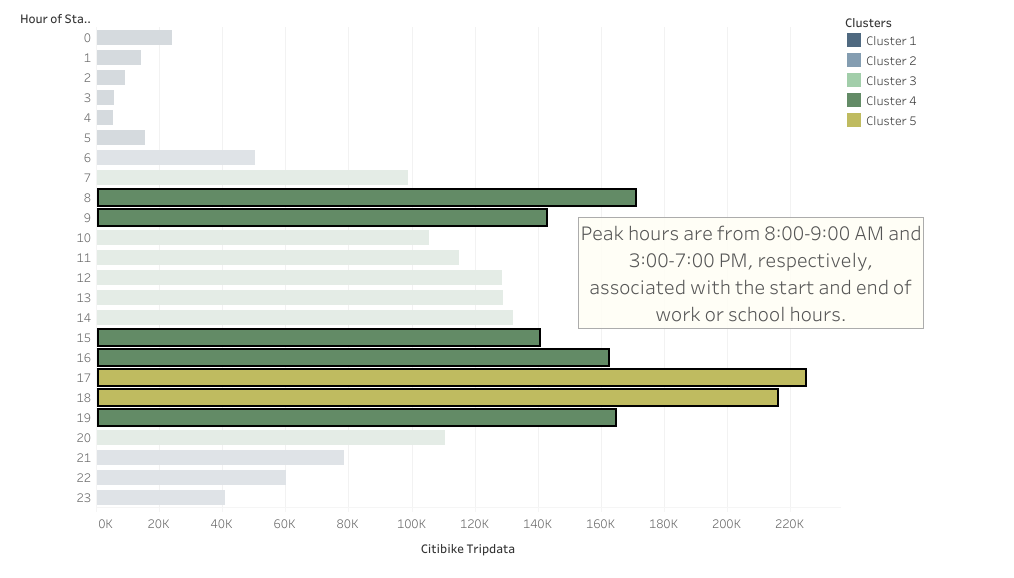 Hour of Sta..
0
1
2
3
4
5
6
7
8
9
10
11
12
13
14
15
16
17
18
19
20
21
22
23
0K 20K 40K 60K 80K 100K 120K 140K 160K 180K 200K 220K
Citibike Tripdata
Peak hours are from 8:00-9:00 AM and
3:00-7:00 PM, respectively,
associated with the start and end of
work or school hours.
Clusters
Cluster 1
Cluster 2
Cluster 3
Cluster 4
Cluster 5